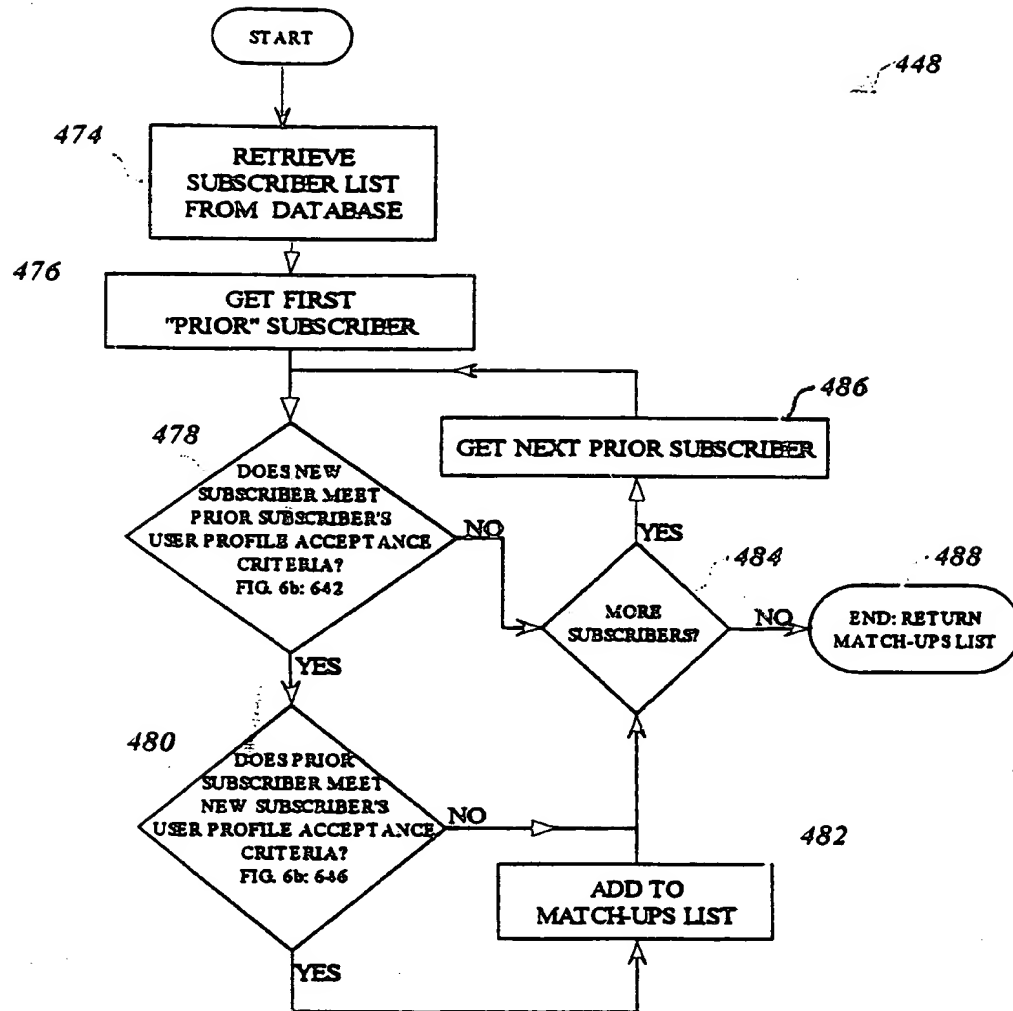 START
448
474
RETRIEVE
SUBSCRIBER LIST
FROM DATABASE
476
GET FIRST
"PRIOR" SUBSCRIBER
486
GET NEXT PRIOR SUBSCRIBER
478
DOES NEW
SUBSCRIBER MEET
PRIOR SUBSCRIBER'S
USER PROFILE ACCEPTANCE
CRITERIA?
FIG. 6b: 642
NO
YES
484
MORE
SUBSCRIBERS?
NO
488
END: RETURN
MATCH-UPS LIST
YES
480
DOES PRIOR
SUBSCRIBER MEET
NEW SUBSCRIBER'S
USER PROFILE ACCEPTANCE
CRITERIA?
FIG. 6b: 646
NO
482
ADD TO
MATCH-UPS LIST
YES